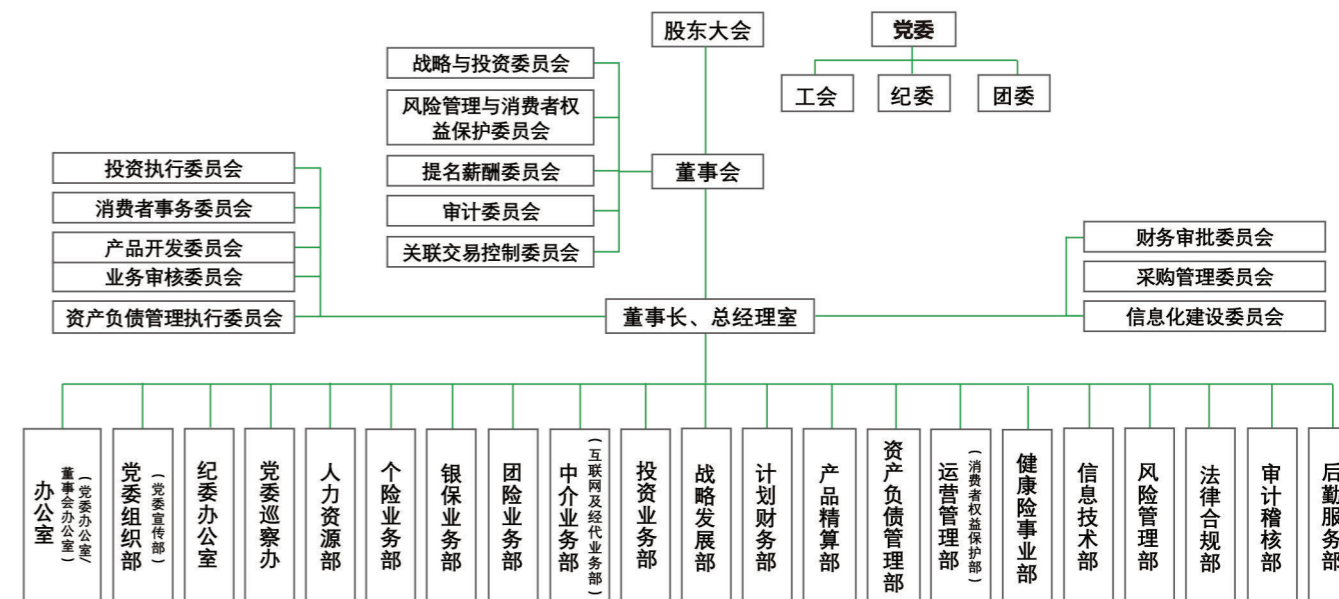 股东大会
党委
战略与投资委员会
工会
纪委
团委
风险管理与消费者权
益保护委员会
投资执行委员会
提名薪酬委员会
董事会
消费者事务委员会
审计委员会
产品开发委员会
关联交易控制委员会
财务审批委员会
业务审核委员会
采购管理委员会
资产负债管理执行委员会
董事长、总经理室
信息化建设委员会
办公室
(党委办公室/
董事会办公室)
党委组织部
(党委宣传部)
纪委办公室
党委巡察办
人力资源部
个险业务部
银保业务部
团险业务部
中介业务部
(互联网及经代业务部)
投资业务部
战略发展部
计划财务部
产品精算部
资产负债管理部
运营管理部
(消费者权益保护部)
健康险事业部
信息技术部
风险管理部
法律合规部
审计稽核部
后勤服务部